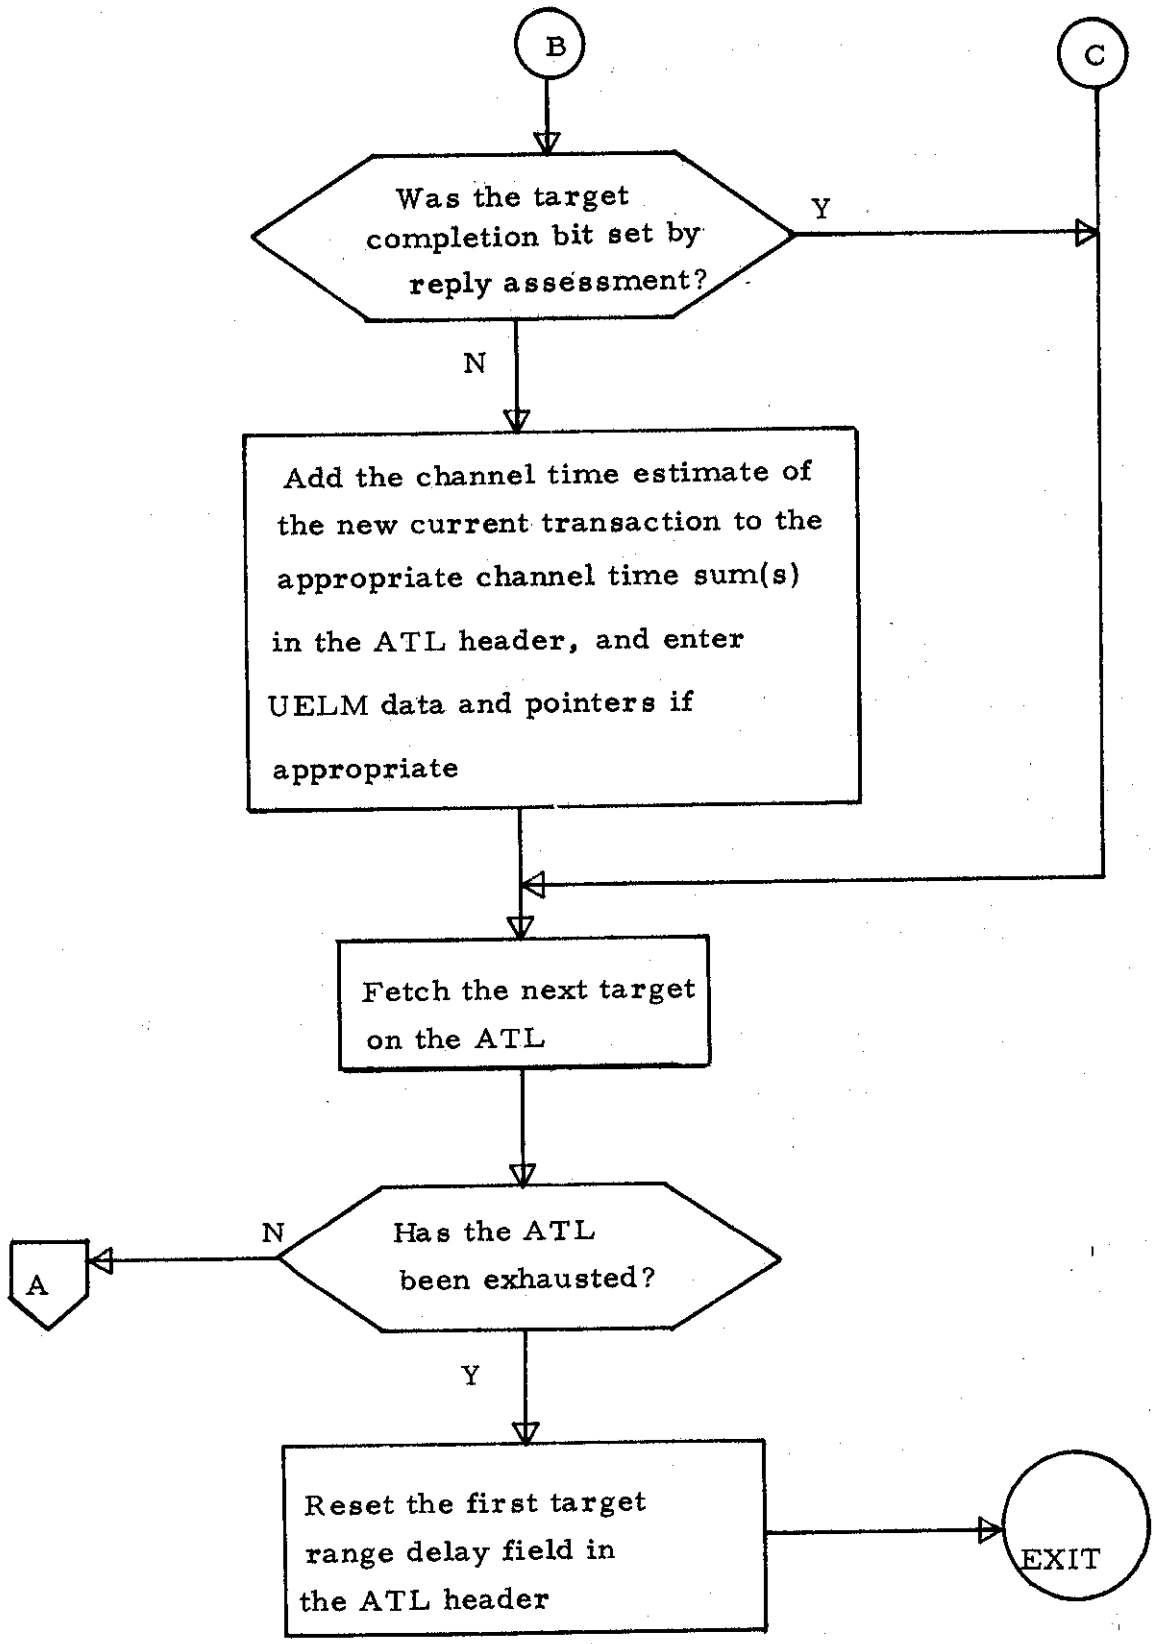 B
C
Was the target
completion bit set by
reply assessment?
Y
N
Add the channel time estimate of
the new current transaction to the
appropriate channel time sum(s)
in the ATL header, and enter
UELM data and pointers if
appropriate
Fetch the next target
on the ATL
N
Has the ATL
been exhausted?
A
Y
Reset the first target
range delay field in
the ATL header
EXIT